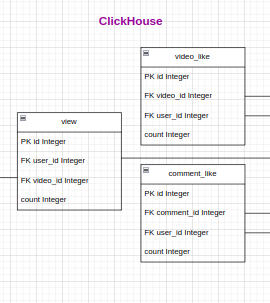 ClickHouse
video_like
PK id Integer
FK video_id Integer
FK user_id Integer
count Integer
view
PK id Integer
FK user_id Integer
FK video_id Integer
count Integer
comment_like
PK id Integer
FK comment_id Integer
FK user_id Integer
count Integer